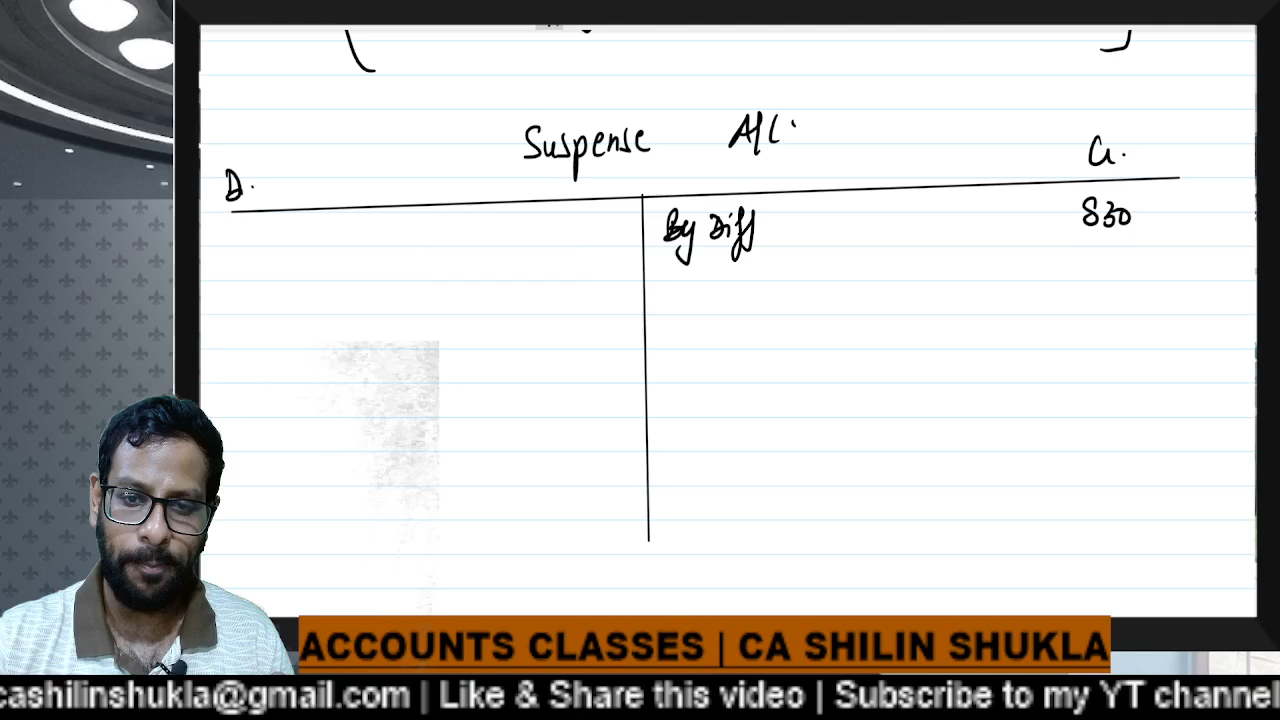 Suspense A/c.
Cr.
D.
By Diff 830
ACCOUNTS CLASSES | CA SHILIN SHUKLA
cashilinshukla@gmail.com | Like & Share this video | Subscribe to my YT channel